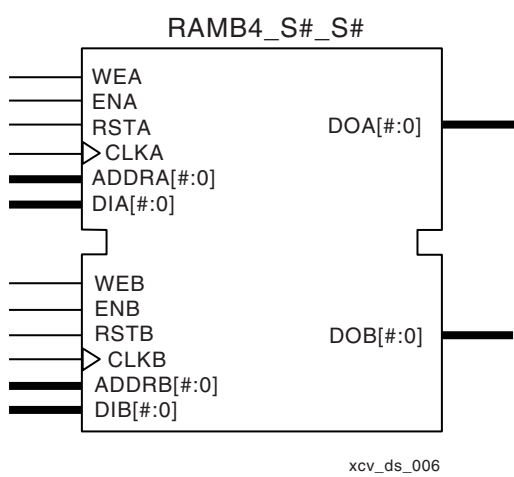 RAMB4_S#_S#
WEA
ENA
RSTA
CLKA
ADDRA[#:0]
DIA[#:0]
DOA[#:0]
WEB
ENB
RSTB
CLKB
ADDRB[#:0]
DIB[#:0]
DOB[#:0]
xcv_ds_006